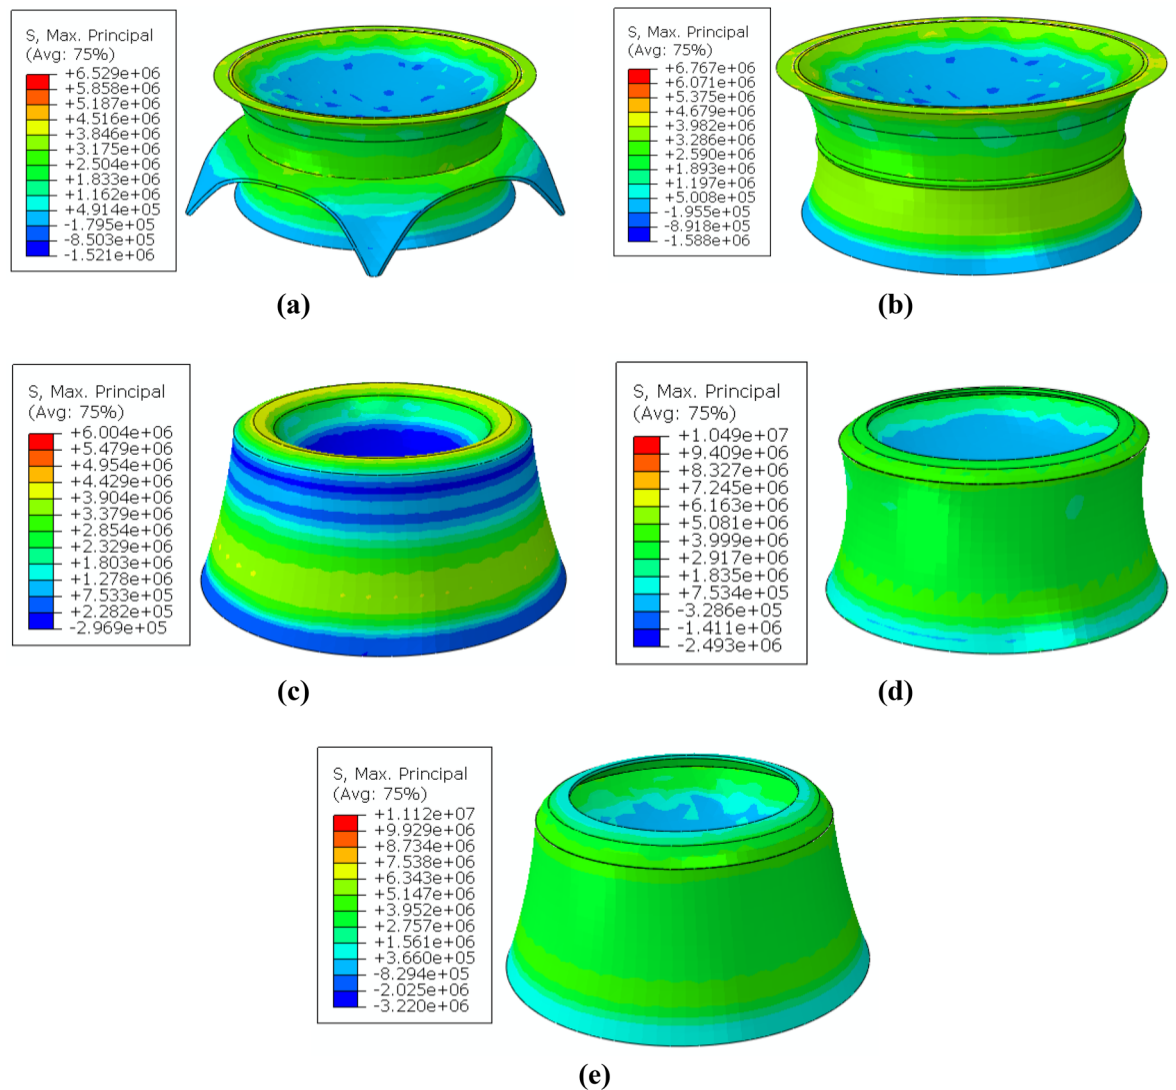 S, Max. Principal
(Avg: 75%)
+6.529e+06
+5.858e+06
+5.187e+06
+4.516e+06
+3.846e+06
+3.175e+06
+2.504e+06
+1.833e+06
+1.162e+06
+4.914e+05
-1.795e+05
-8.503e+05
-1.521e+06
(a)
S, Max. Principal
(Avg: 75%)
+6.767e+06
+6.071e+06
+5.375e+06
+4.679e+06
+3.982e+06
+3.286e+06
+2.590e+06
+1.893e+06
+1.197e+06
+5.008e+05
-1.955e+05
-8.918e+05
-1.588e+06
(b)
S, Max. Principal
(Avg: 75%)
+6.004e+06
+5.479e+06
+4.954e+06
+4.429e+06
+3.904e+06
+3.379e+06
+2.854e+06
+2.329e+06
+1.803e+06
+1.278e+06
+7.533e+05
+2.282e+05
-2.969e+05
(c)
S, Max. Principal
(Avg: 75%)
+1.049e+07
+9.409e+06
+8.327e+06
+7.245e+06
+6.163e+06
+5.081e+06
+3.999e+06
+2.917e+06
+1.835e+06
+7.534e+05
-3.286e+05
-1.411e+06
-2.493e+06
(d)
S, Max. Principal
(Avg: 75%)
+1.112e+07
+9.929e+06
+8.734e+06
+7.538e+06
+6.343e+06
+5.147e+06
+3.952e+06
+2.757e+06
+1.561e+06
+3.660e+05
-8.294e+05
-2.025e+06
-3.220e+06
(e)